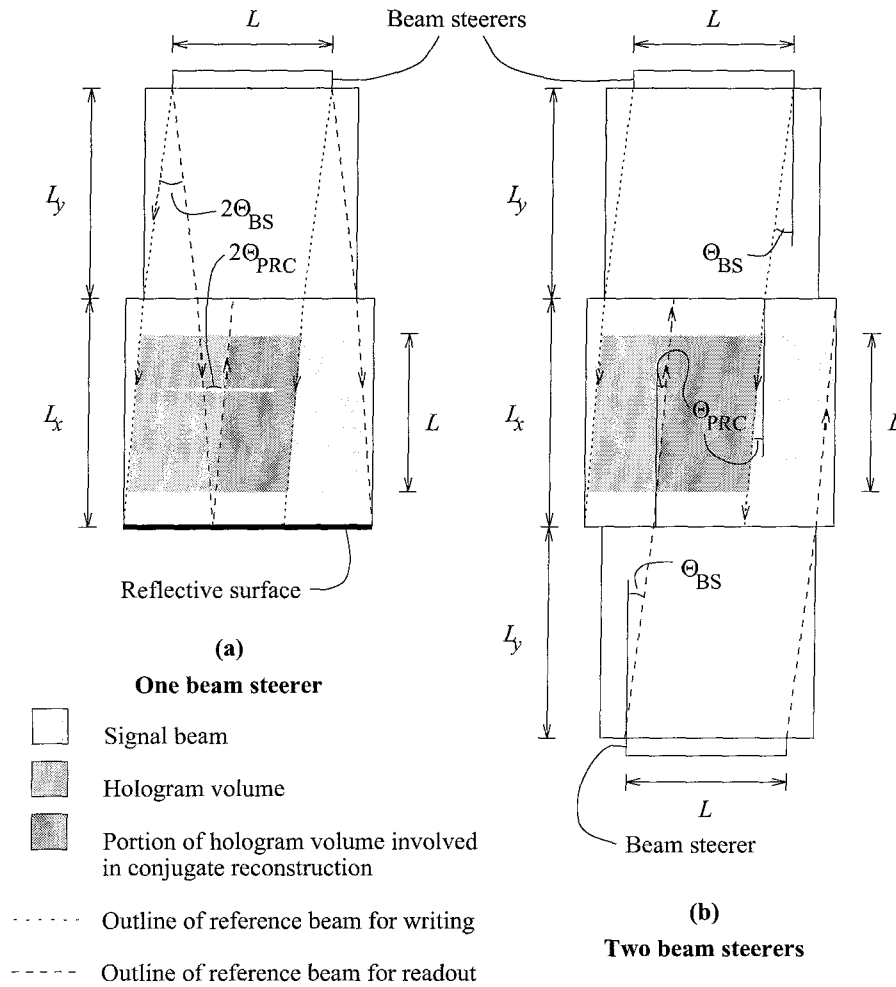 L
Beam steerers
L
L_y
2Θ_BS
2Θ_PRC
L_y
Θ_BS
L_x
L
L_x
Θ_PRC
L
Reflective surface
Θ_BS
L_y
(a)
One beam steerer
Signal beam
Hologram volume
Portion of hologram volume involved
in conjugate reconstruction
Outline of reference beam for writing
Outline of reference beam for readout
L
Beam steerer
(b)
Two beam steerers